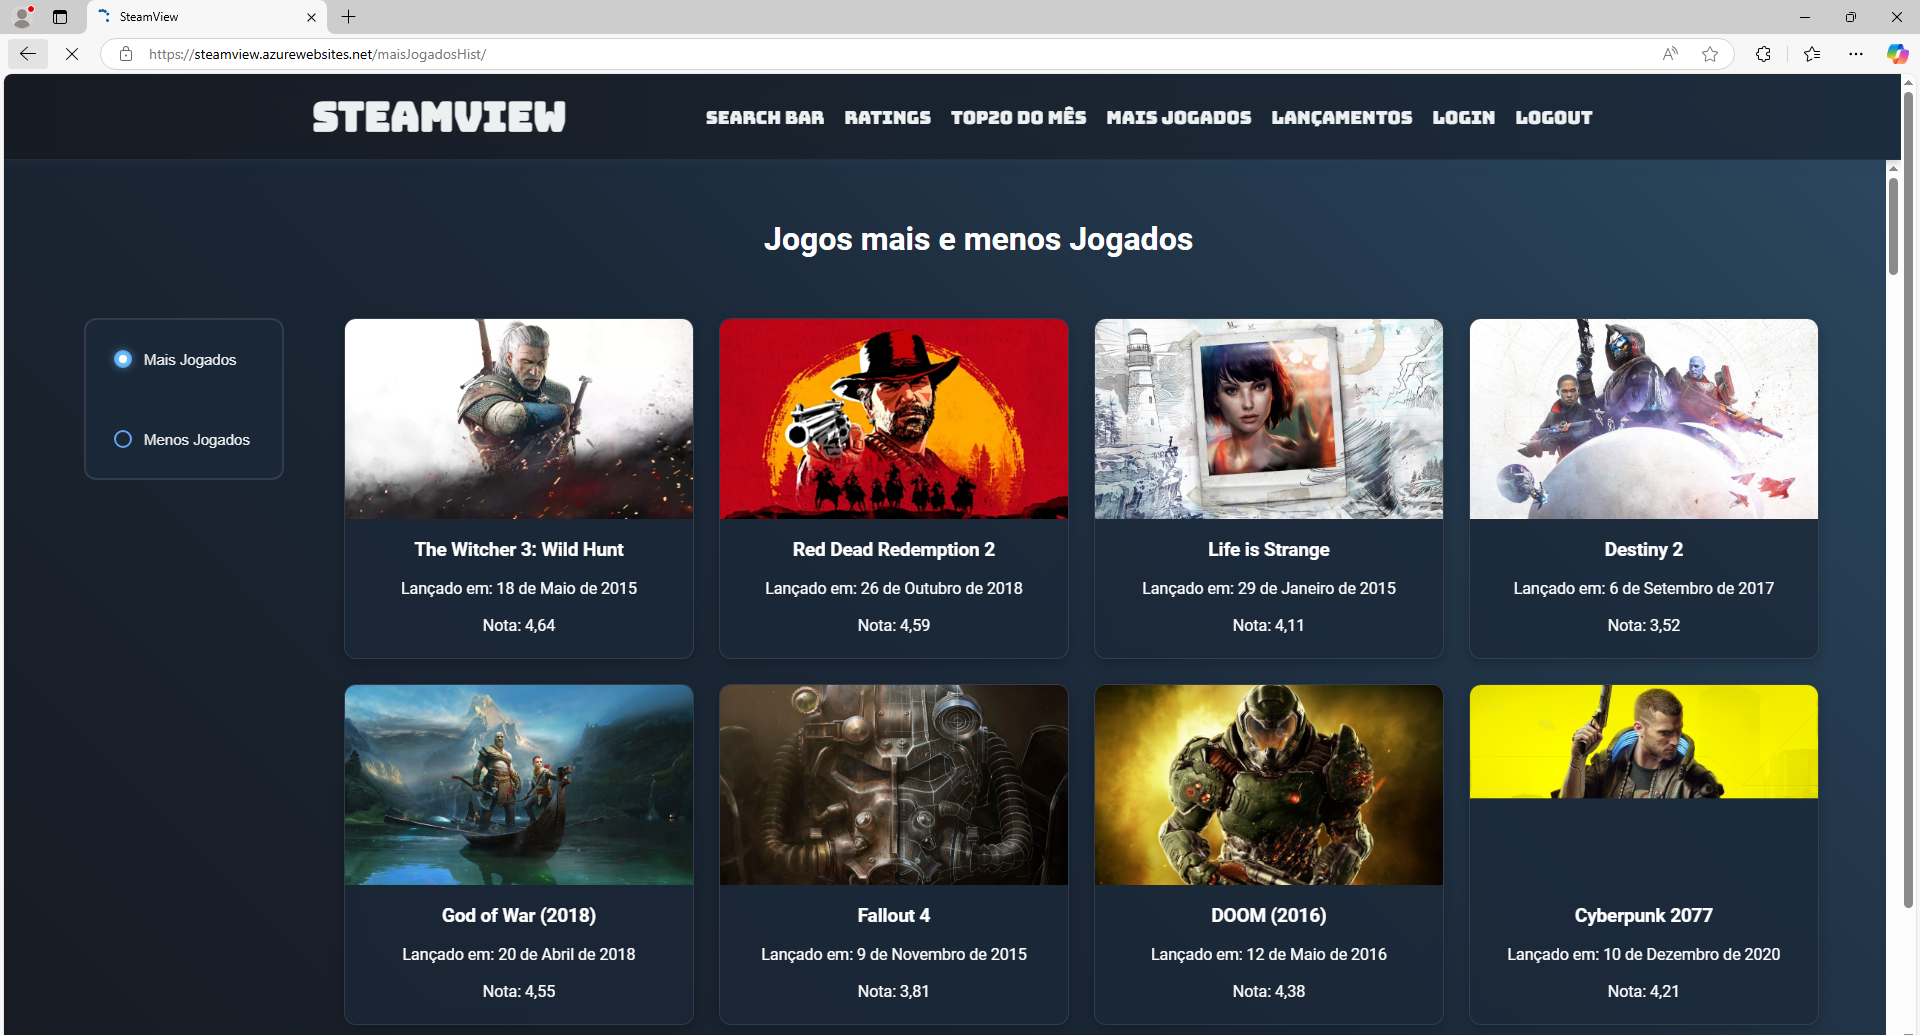 SteamView
https://steamview.azurewebsites.net/maisJogadosHist/
STEAMVIEW
SEARCH BAR RATINGS TOP20 DO MÊS MAIS JOGADOS LANÇAMENTOS LOGIN LOGOUT
Jogos mais e menos Jogados
Mais Jogados
Menos Jogados
The Witcher 3: Wild Hunt
Lançado em: 18 de Maio de 2015
Nota: 4,64
Red Dead Redemption 2
Lançado em: 26 de Outubro de 2018
Nota: 4,59
Life is Strange
Lançado em: 29 de Janeiro de 2015
Nota: 4,11
Destiny 2
Lançado em: 6 de Setembro de 2017
Nota: 3,52
God of War (2018)
Lançado em: 20 de Abril de 2018
Nota: 4,55
Fallout 4
Lançado em: 9 de Novembro de 2015
Nota: 3,81
DOOM (2016)
Lançado em: 12 de Maio de 2016
Nota: 4,38
Cyberpunk 2077
Lançado em: 10 de Dezembro de 2020
Nota: 4,21